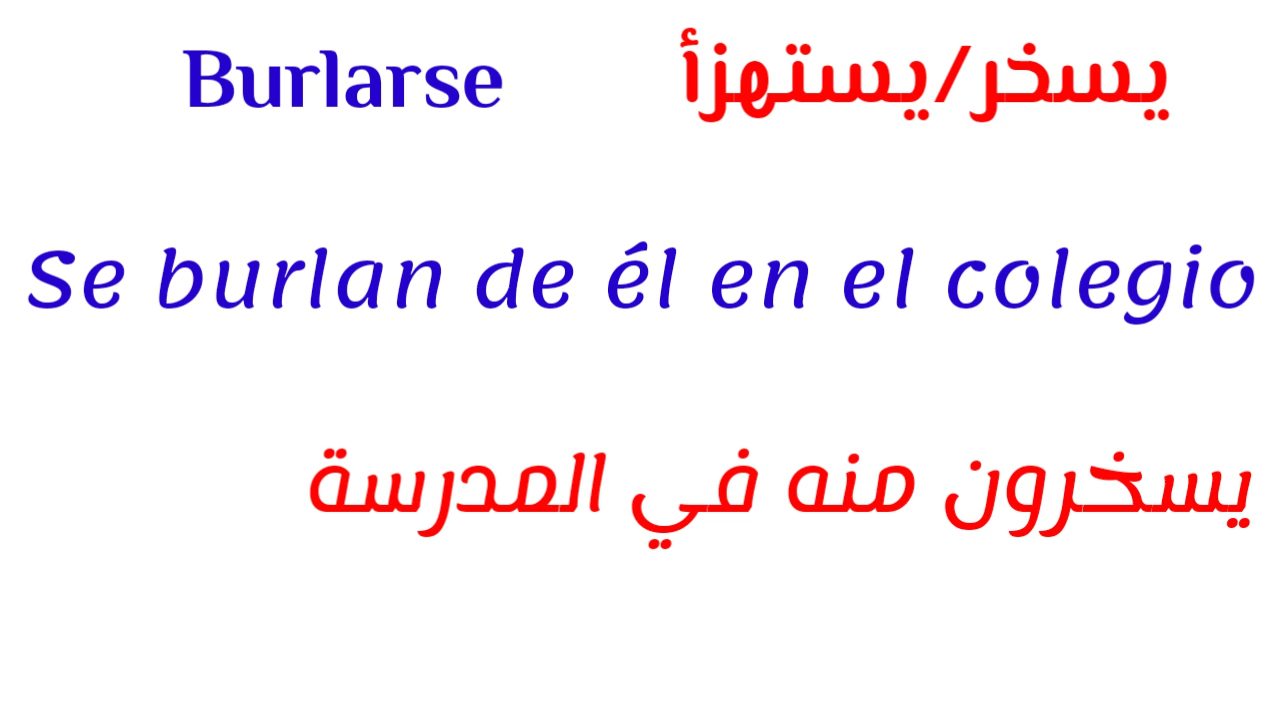 Burlarse يسخر/يستهزأ
Se burlan de él en el colegio
يسخرون منه في المدرسة